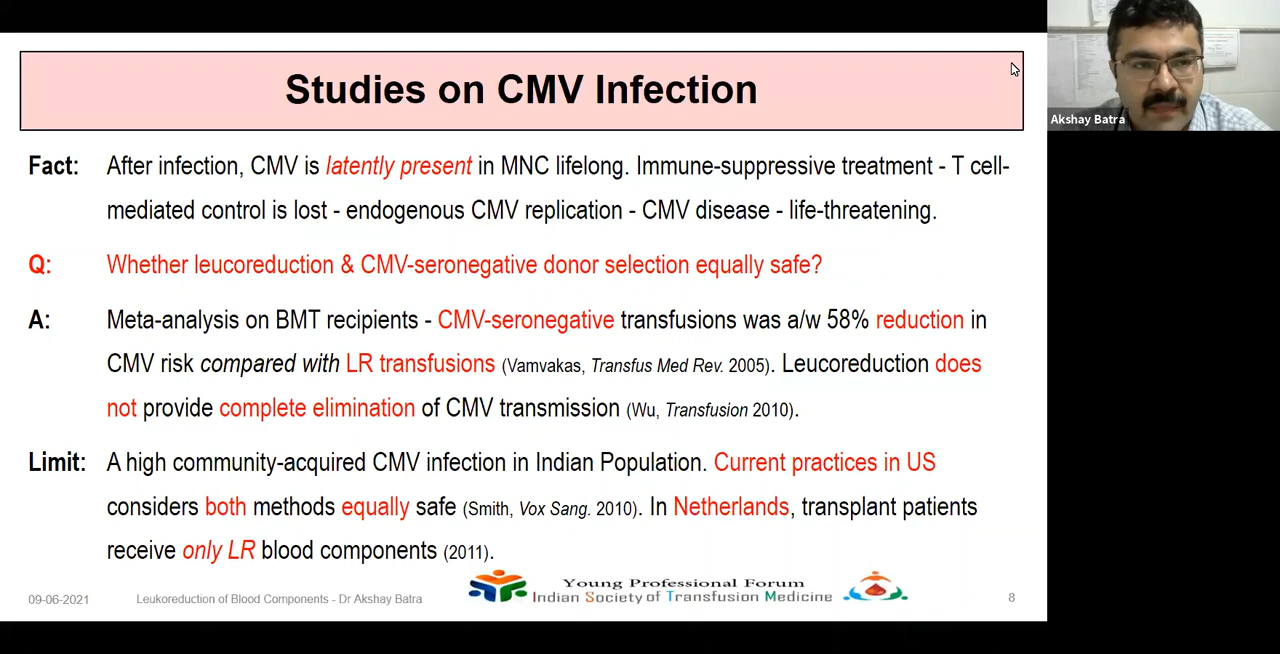 Studies on CMV Infection
Akshay Batra
Fact: After infection, CMV is latently present in MNC lifelong. Immune-suppressive treatment - T cell-
mediated control is lost - endogenous CMV replication - CMV disease - life-threatening.
Q: Whether leucoreduction & CMV-seronegative donor selection equally safe?
A: Meta-analysis on BMT recipients - CMV-seronegative transfusions was a/w 58% reduction in
CMV risk compared with LR transfusions (Vamvakas, Transfus Med Rev. 2005). Leucoreduction does
not provide complete elimination of CMV transmission (Wu, Transfusion 2010).
Limit: A high community-acquired CMV infection in Indian Population. Current practices in US
considers both methods equally safe (Smith, Vox Sang. 2010). In Netherlands, transplant patients
receive only LR blood components (2011).
Young Professional Forum
Indian Society of Transfusion Medicine
09-06-2021
Leukoreduction of Blood Components - Dr Akshay Batra
8